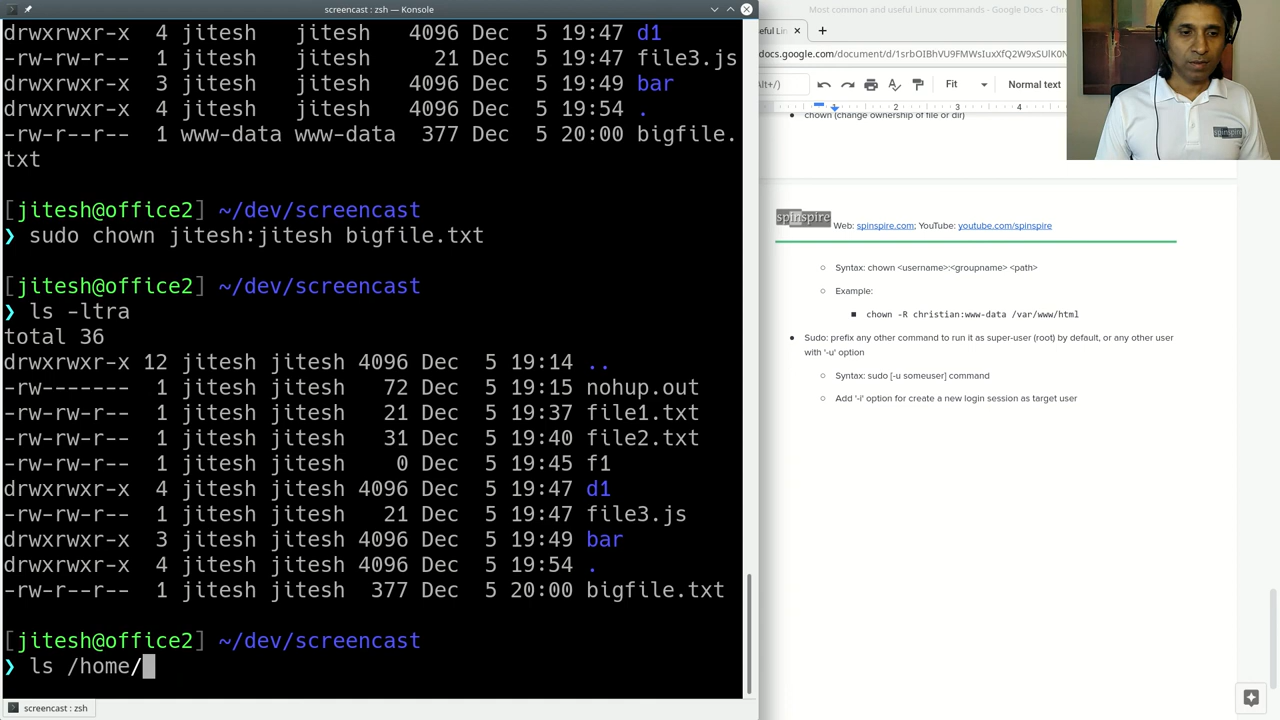 screencast : zsh — Konsole
drwxrwxr-x  4 jitesh   jitesh   4096 Dec  5 19:47 d1
-rw-rw-r--  1 jitesh   jitesh     21 Dec  5 19:47 file3.js
drwxrwxr-x  3 jitesh   jitesh   4096 Dec  5 19:49 bar
drwxrwxr-x  4 jitesh   jitesh   4096 Dec  5 19:54 .
-rw-r--r--  1 www-data www-data  377 Dec  5 20:00 bigfile.
txt
[jitesh@office2] ~/dev/screencast
❯ sudo chown jitesh:jitesh bigfile.txt
[jitesh@office2] ~/dev/screencast
❯ ls -ltra
total 36
drwxrwxr-x 12 jitesh jitesh 4096 Dec  5 19:14 ..
-rw-------  1 jitesh jitesh   72 Dec  5 19:15 nohup.out
-rw-rw-r--  1 jitesh jitesh   21 Dec  5 19:37 file1.txt
-rw-rw-r--  1 jitesh jitesh   31 Dec  5 19:40 file2.txt
-rw-rw-r--  1 jitesh jitesh    0 Dec  5 19:45 f1
drwxrwxr-x  4 jitesh jitesh 4096 Dec  5 19:47 d1
-rw-rw-r--  1 jitesh jitesh   21 Dec  5 19:47 file3.js
drwxrwxr-x  3 jitesh jitesh 4096 Dec  5 19:49 bar
drwxrwxr-x  4 jitesh jitesh 4096 Dec  5 19:54 .
-rw-r--r--  1 jitesh jitesh  377 Dec  5 20:00 bigfile.txt
[jitesh@office2] ~/dev/screencast
❯ ls /home/
screencast : zsh
Most common and useful Linux commands - Google Docs - Chr
eful Lin
docs.google.com/document/d/
Alt+/)
Fit
Normal text
1 2 3 4
• chown (change ownership of file or dir)
spinspire Web: spinspire.com; YouTube: youtube.com/spinspire
○ Syntax: chown <username>:<groupname> <path>
○ Example:
■ chown -R christian:www-data /var/www/html
• Sudo: prefix any other command to run it as super-user (root) by default, or any other user
with '-u' option
○ Syntax: sudo [-u someuser] command
○ Add '-i' option for create a new login session as target user
spinspire